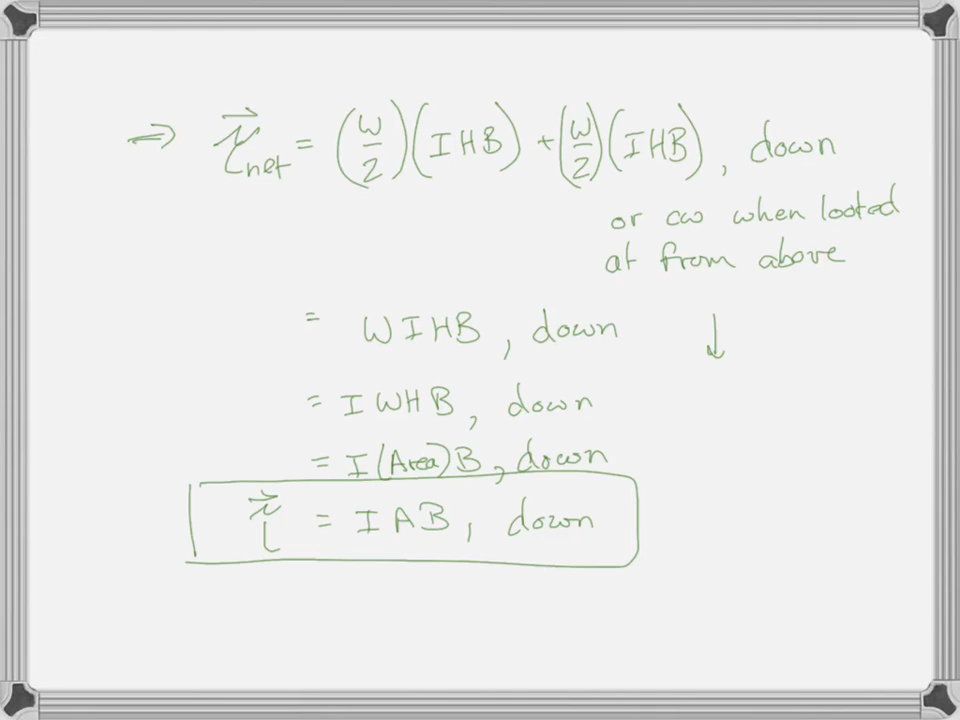 ⇒ τ⃗net = (W/2)(IHB) + (W/2)(IHB), down
or cw when looked
at from above
= WIHB, down ↓
= IWHB, down
= I(Area)B, down
τ⃗ = IAB, down